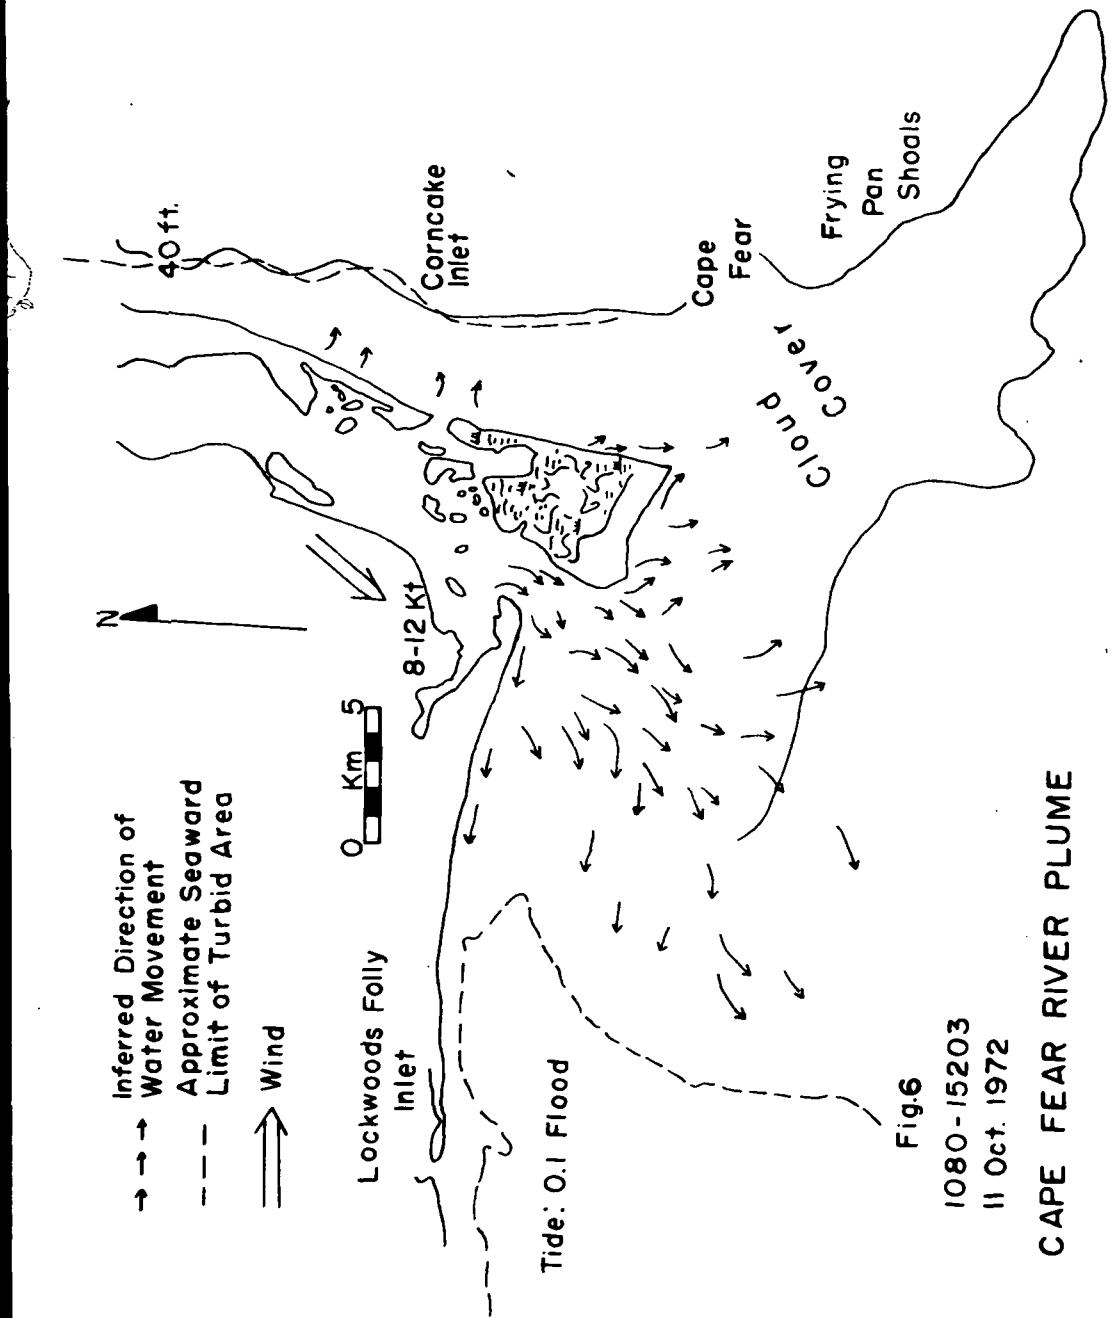 Inferred Direction of
Water Movement
Approximate Seaward
Limit of Turbid Area
Wind
N
0 Km 5
8-12 Kt
40 ft.
Lockwoods Folly
Inlet
Corncake
Inlet
Tide: 0.1 Flood
Cape
Fear
Cloud
Cover
Frying
Pan
Shoals
Fig.6
1080-15203
11 Oct. 1972
CAPE FEAR RIVER PLUME